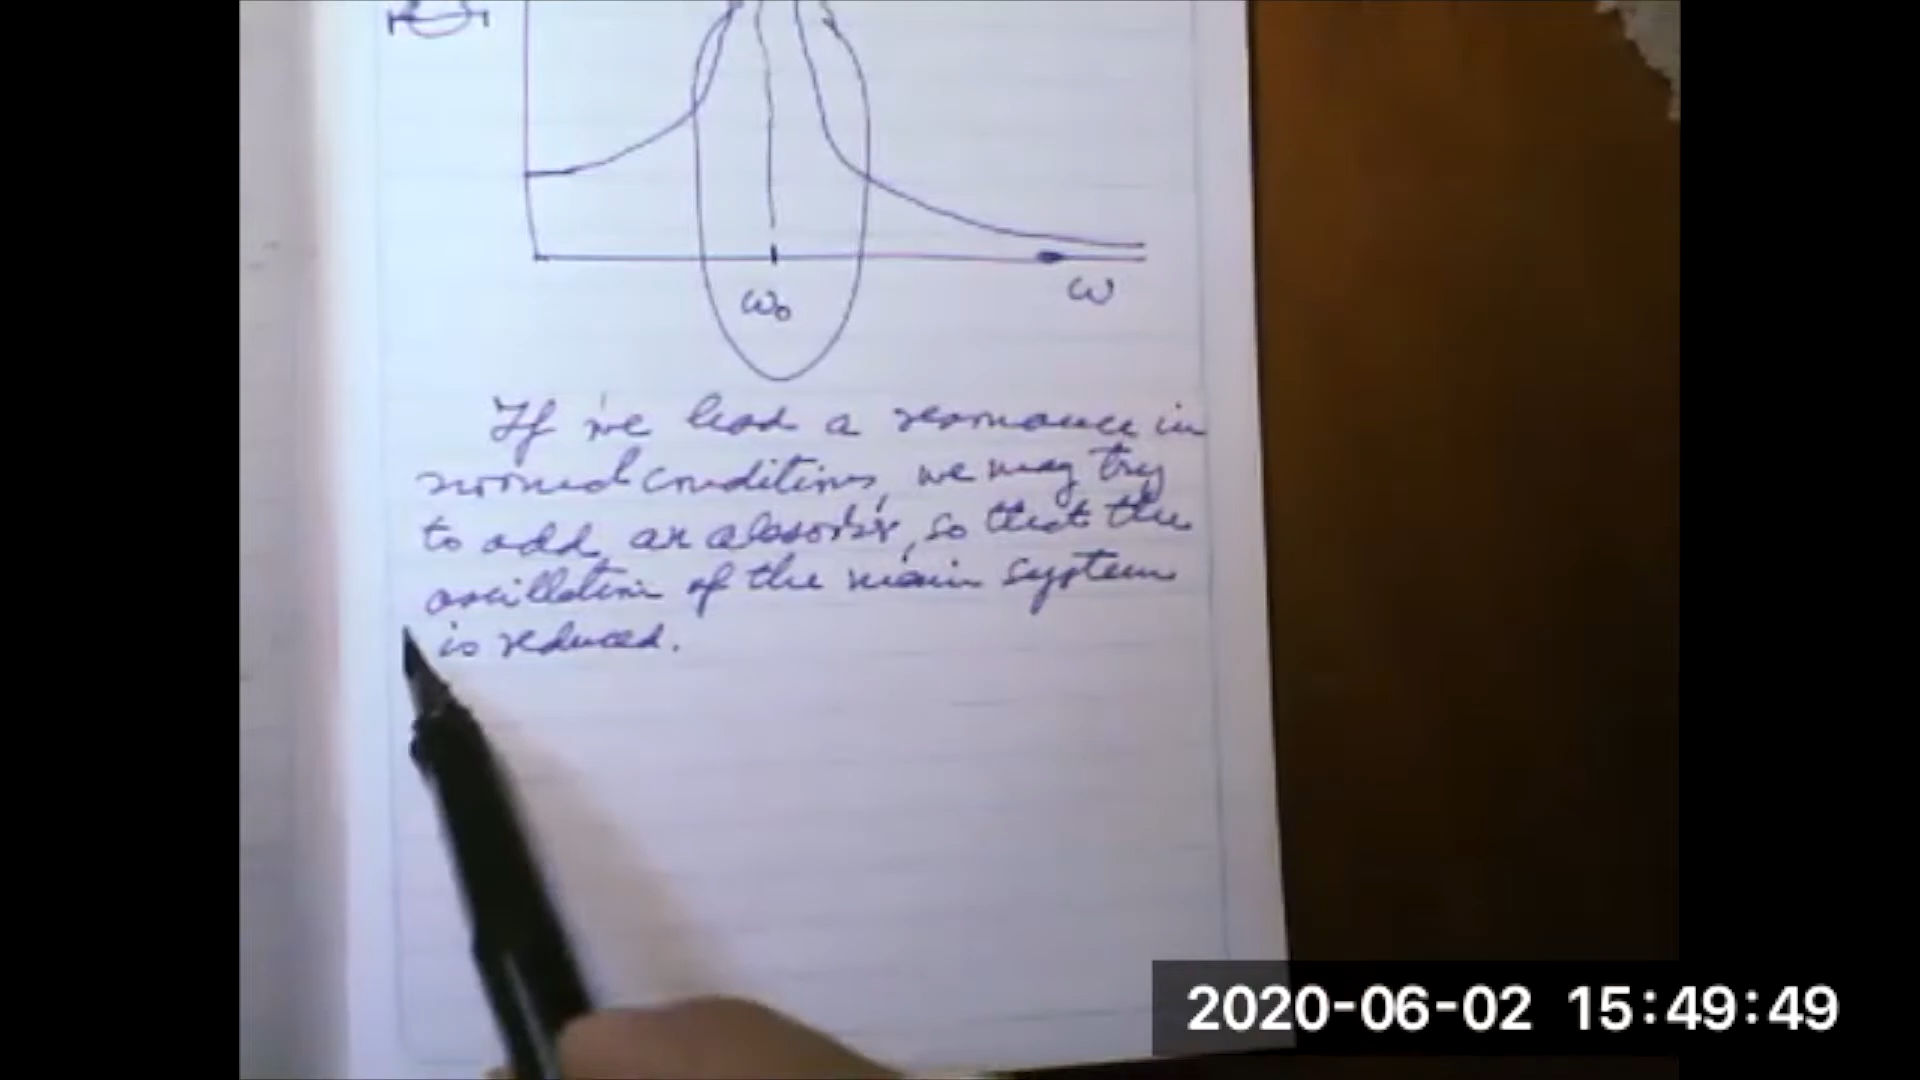 ω₀
ω
If we had a resonance in
normal conditions, we may try
to add an absorber, so that the
oscillation of the main system
is reduced.
2020-06-02 15:49:49